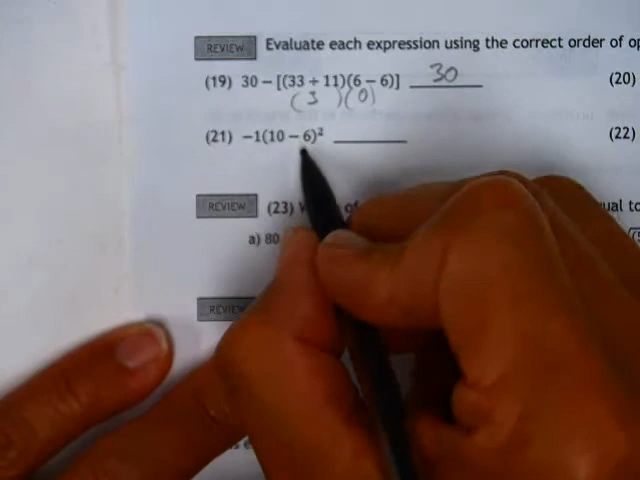 REVIEW Evaluate each expression using the correct order of op
(19) 30 − [(33 ÷ 11)(6 − 6)] 30 (20)
(3)(0)
(21) −1(10 − 6)² (22)
REVIEW (23) of ual to
a) 80
REVIEW